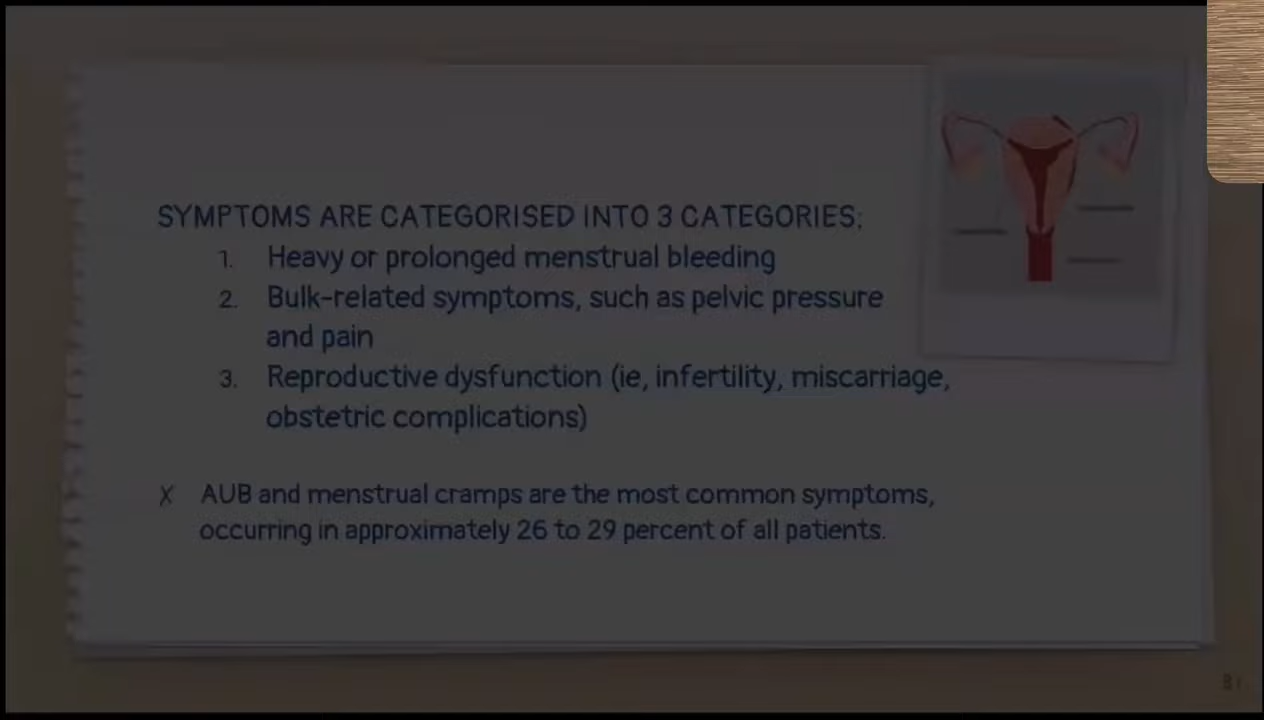 SYMPTOMS ARE CATEGORISED INTO 3 CATEGORIES;
1. Heavy or prolonged menstrual bleeding
2. Bulk-related symptoms, such as pelvic pressure
and pain
3. Reproductive dysfunction (ie, infertility, miscarriage,
obstetric complications)
X AUB and menstrual cramps are the most common symptoms,
occurring in approximately 26 to 29 percent of all patients.
31